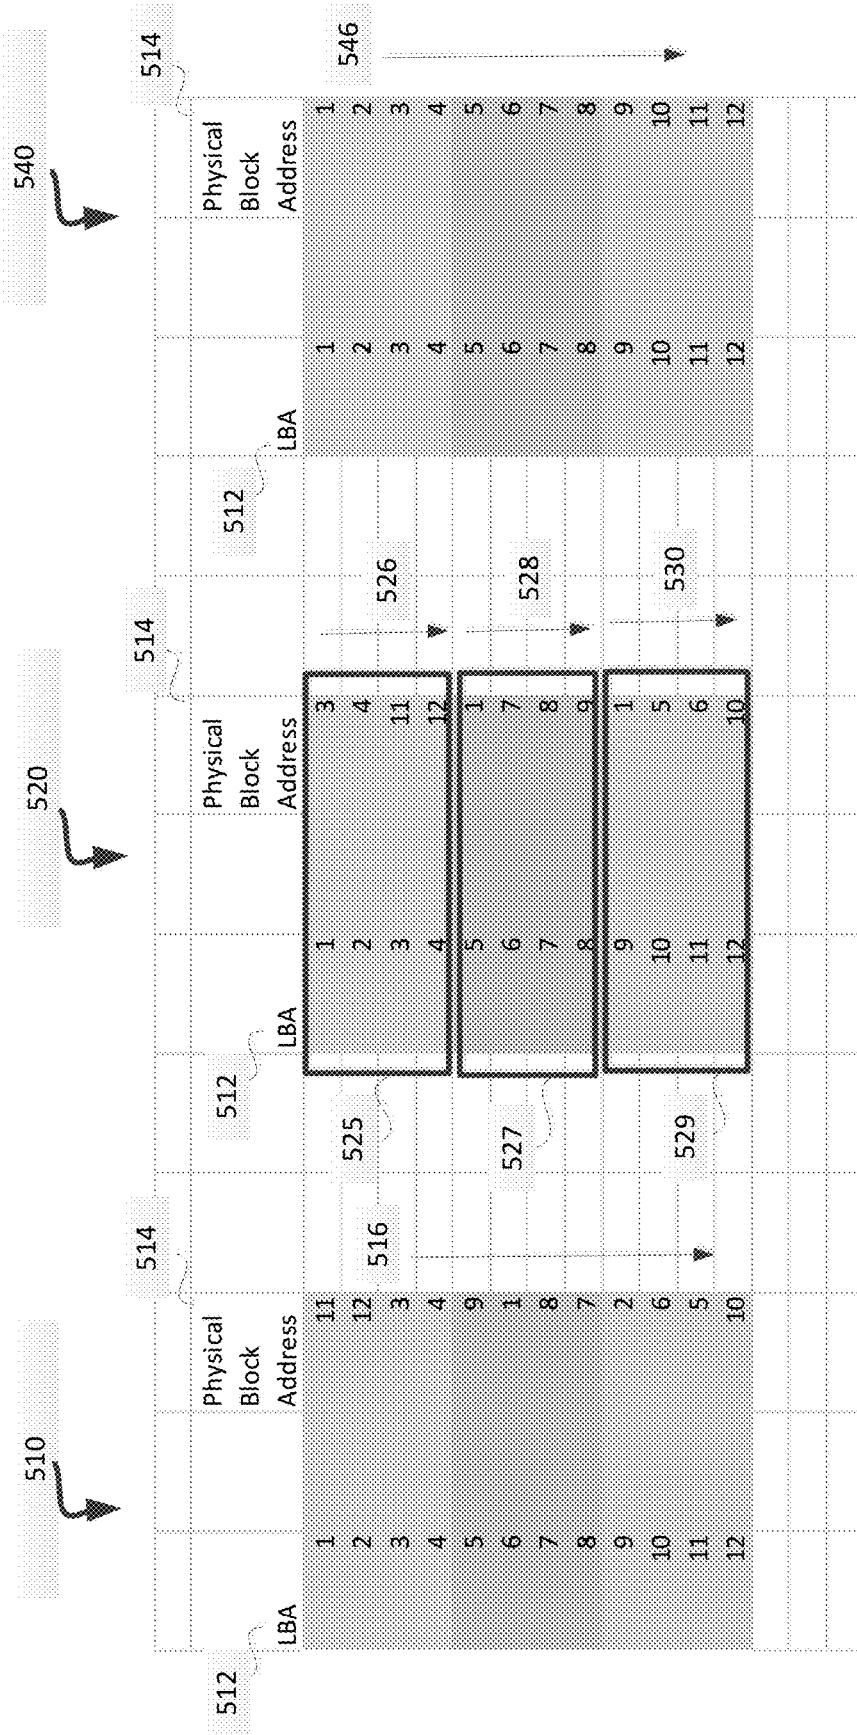 510 520 540
514 514 514
Physical Physical Physical
512 Block 512 Block 512 Block
LBA Address LBA Address LBA Address
1 11 1 3 1 1
525 546
2 12 2 4 2 2
516 526
3 3 3 11 3 3
4 4 4 12 4 4
5 9 5 1 5 5
6 1 527 6 7 528 6 6
7 8 7 8 7 7
8 7 8 9 8 8
9 2 9 1 9 9
10 6 10 5 530 10 10
11 5 529 11 6 11 11
12 10 12 10 12 12